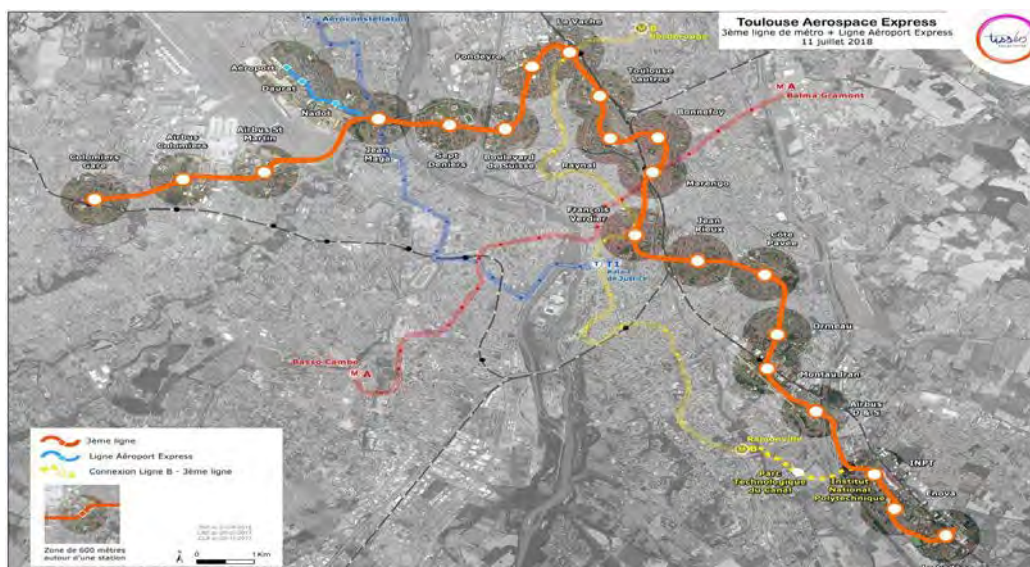 Toulouse Aerospace Express
3ème ligne de métro + Ligne Aéroport Express
11 juillet 2018
tisséo
Aéroconstellation
La Vache
B
Borderouge
Fondeyre
Aéroport
Daurat
Nadot
Toulouse
Lautrec
M A
Balma Gramont
Bonnefoy
Airbus
Colomiers
Airbus St
Martin
Colomiers
Gare
Jean
Maga
Sept
Deniers
Boulevard
de Suisse
Raynal
Marengo
François
Verdier
Jean
Rieux
Côte
Pavée
T T1
Palais
de Justice
Ormeau
Montaudran
Basso Cambo
M A
Airbus
D & S
Ramonville
M B
Parc
Technologique
du Canal
Institut
National
Polytechnique
INPT
Enova
3ème ligne
Ligne Aéroport Express
Connexion Ligne B - 3ème ligne
Zone de 600 mètres
autour d'une station
0 1 Km